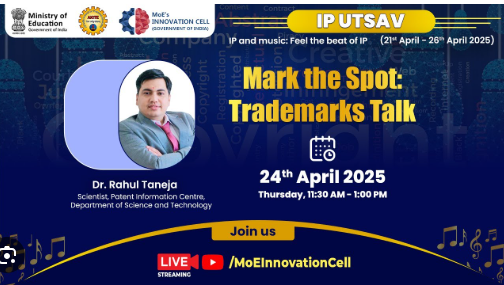 Ministry of
Education
Government of India
MoE's
INNOVATION CELL
(GOVERNMENT OF INDIA)
IP UTSAV
IP and music: Feel the beat of IP (21st April - 26th April 2025)
Mark the Spot:
Trademarks Talk
24th April 2025
Thursday, 11:30 AM - 1:00 PM
Dr. Rahul Taneja
Scientist, Patent Information Centre,
Department of Science and Technology
Join us
LIVE
STREAMING
/MoEInnovationCell
Copyright